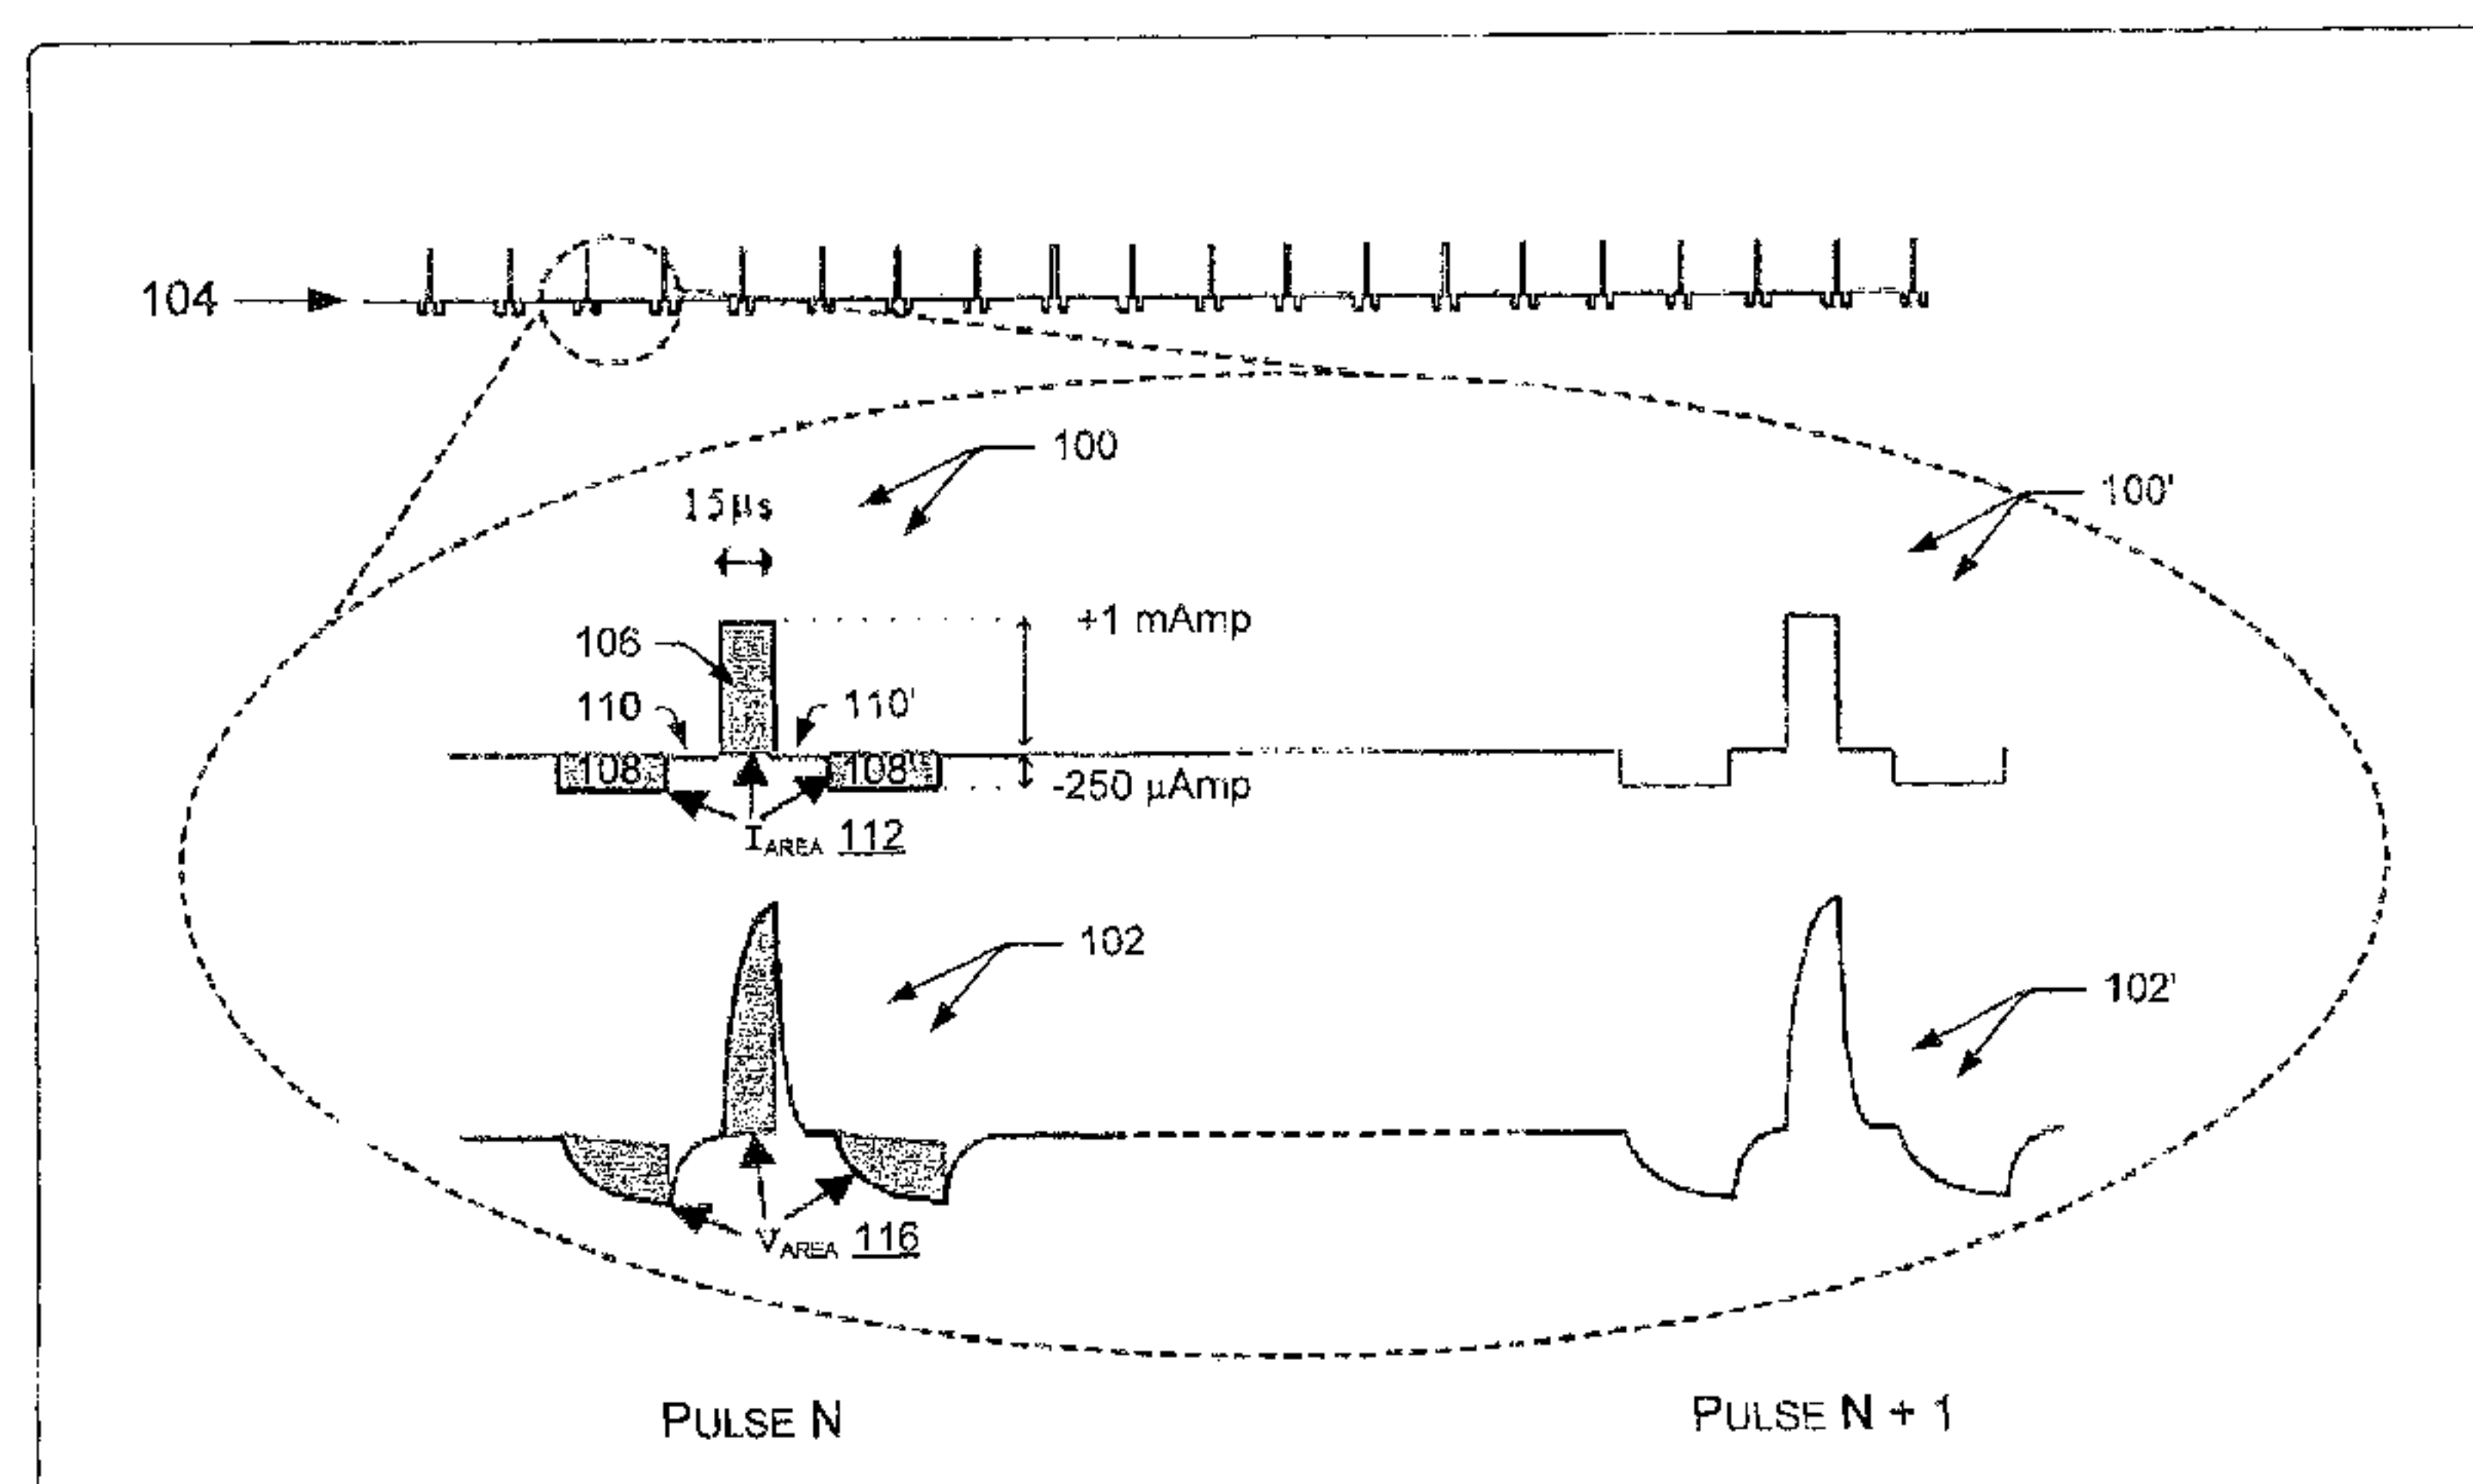 104
100
100'
15µs
+1 mAmp
106
110
110'
108
108'
-250 µAmp
IAREA 112
102
102'
VAREA 116
PULSE N
PULSE N + 1